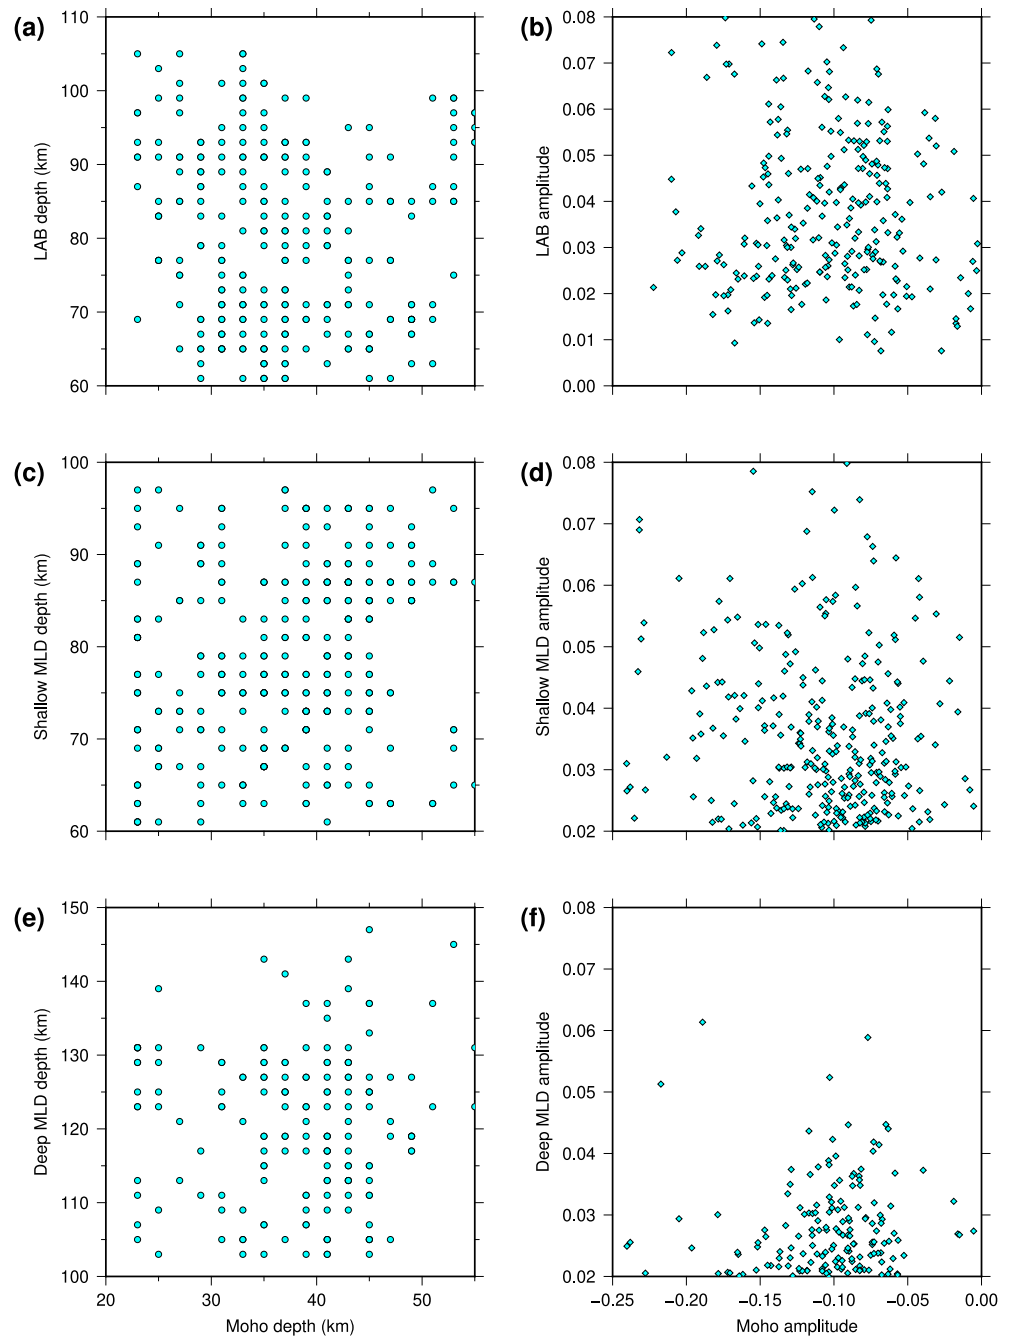 (a)
LAB depth (km)
110
100
90
80
70
60
(b)
LAB amplitude
0.08
0.07
0.06
0.05
0.04
0.03
0.02
0.01
0.00
(c)
Shallow MLD depth (km)
100
90
80
70
60
(d)
Shallow MLD amplitude
0.08
0.07
0.06
0.05
0.04
0.03
0.02
(e)
Deep MLD depth (km)
150
140
130
120
110
100
20 30 40 50
Moho depth (km)
(f)
Deep MLD amplitude
0.08
0.07
0.06
0.05
0.04
0.03
0.02
−0.25 −0.20 −0.15 −0.10 −0.05 0.00
Moho amplitude